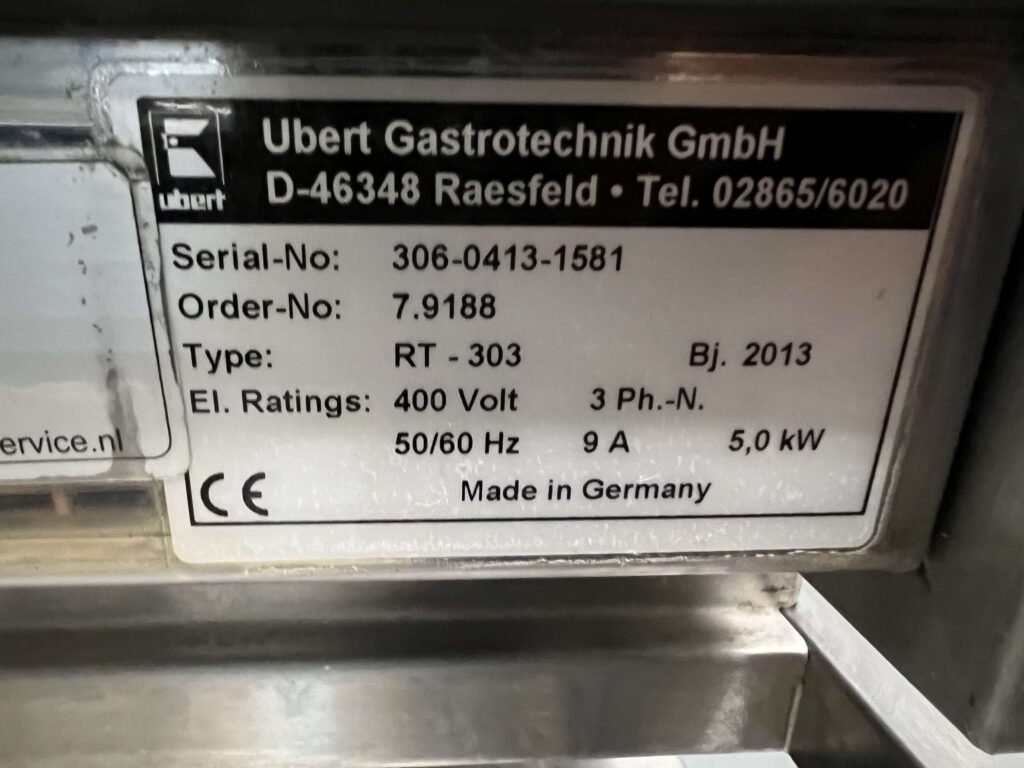 Ubert Gastrotechnik GmbH
ubert D-46348 Raesfeld • Tel. 02865/6020
Serial-No: 306-0413-1581
Order-No: 7.9188
Type: RT - 303 Bj. 2013
El. Ratings: 400 Volt 3 Ph.-N.
50/60 Hz 9 A 5,0 kW
CE Made in Germany
ervice.nl